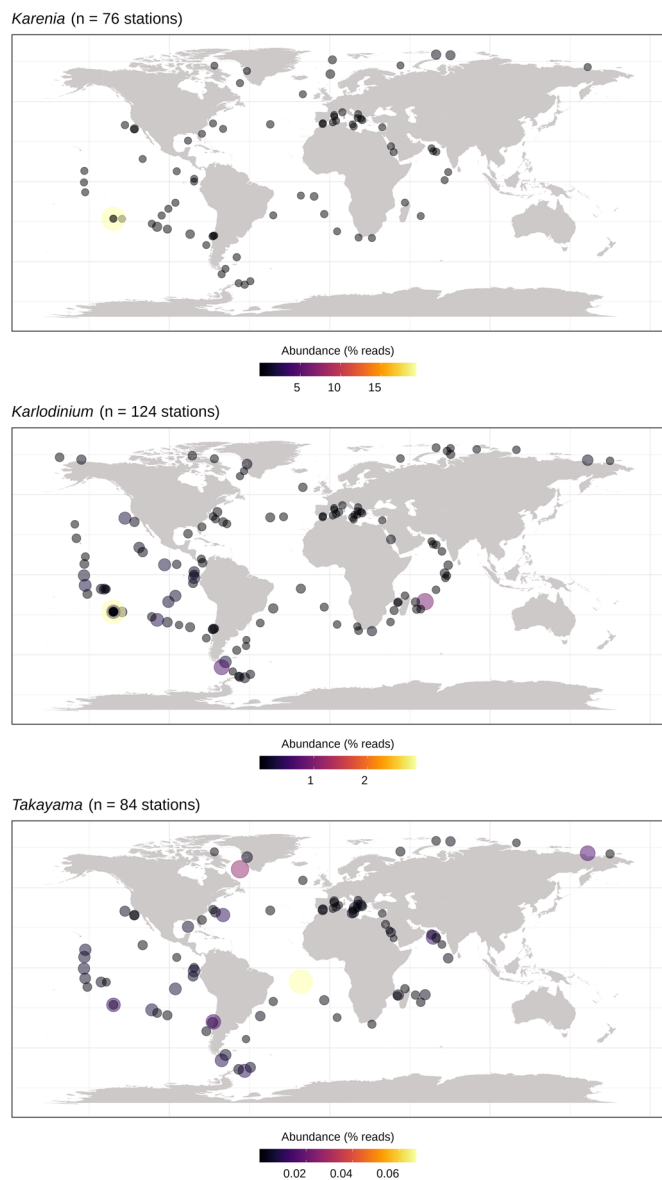 Karenia (n = 76 stations)
Abundance (% reads)
5 10 15
Karlodinium (n = 124 stations)
Abundance (% reads)
1 2
Takayama (n = 84 stations)
Abundance (% reads)
0.02 0.04 0.06